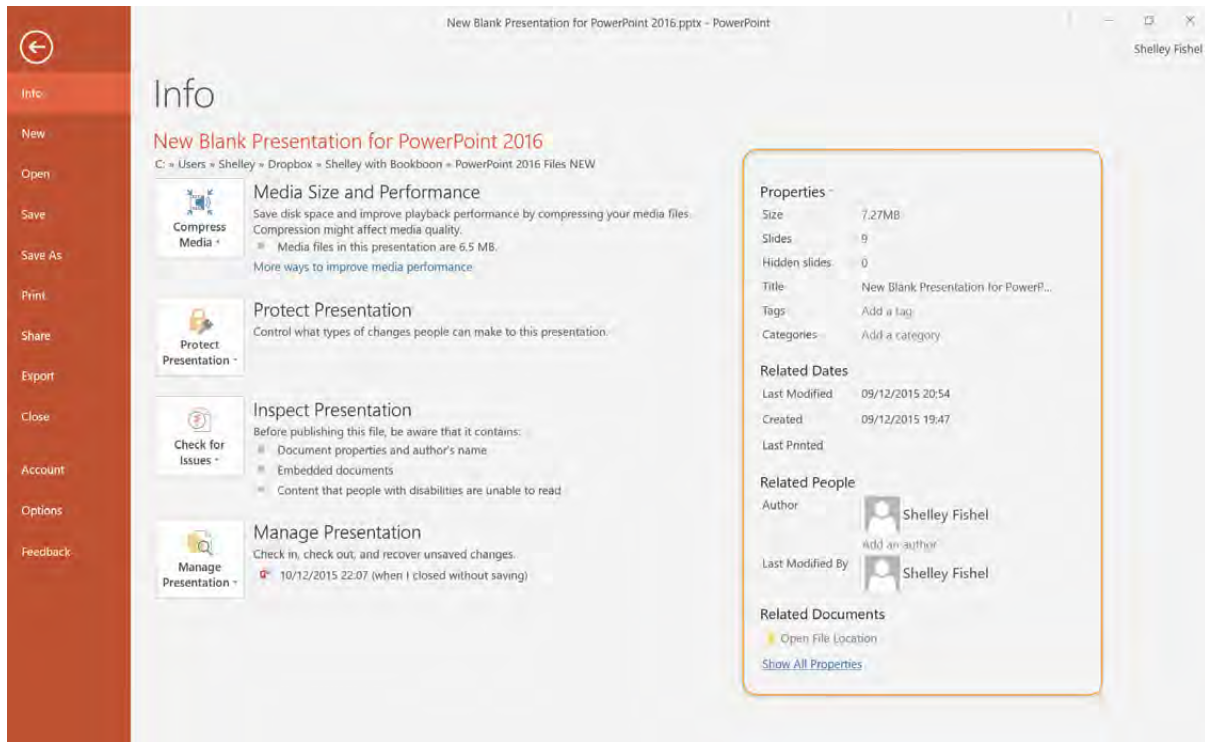 New Blank Presentation for PowerPoint 2016.pptx - PowerPoint
Shelley Fishel
Info
New
Open
Save
Save As
Print
Share
Export
Close
Account
Options
Feedback
Info
New Blank Presentation for PowerPoint 2016
C: » Users » Shelley » Dropbox » Shelley with Bookboon » PowerPoint 2016 Files NEW
Compress
Media
Media Size and Performance
Save disk space and improve playback performance by compressing your media files.
Compression might affect media quality.
Media files in this presentation are 6.5 MB.
More ways to improve media performance
Protect
Presentation
Protect Presentation
Control what types of changes people can make to this presentation.
Check for
Issues
Inspect Presentation
Before publishing this file, be aware that it contains:
Document properties and author's name
Embedded documents
Content that people with disabilities are unable to read
Manage
Presentation
Manage Presentation
Check in, check out, and recover unsaved changes.
10/12/2015 22:07 (when I closed without saving)
Properties
Size 7.27MB
Slides 9
Hidden slides 0
Title New Blank Presentation for PowerP...
Tags Add a tag
Categories Add a category
Related Dates
Last Modified 09/12/2015 20:54
Created 09/12/2015 19:47
Last Printed
Related People
Author Shelley Fishel
Add an author
Last Modified By Shelley Fishel
Related Documents
Open File Location
Show All Properties